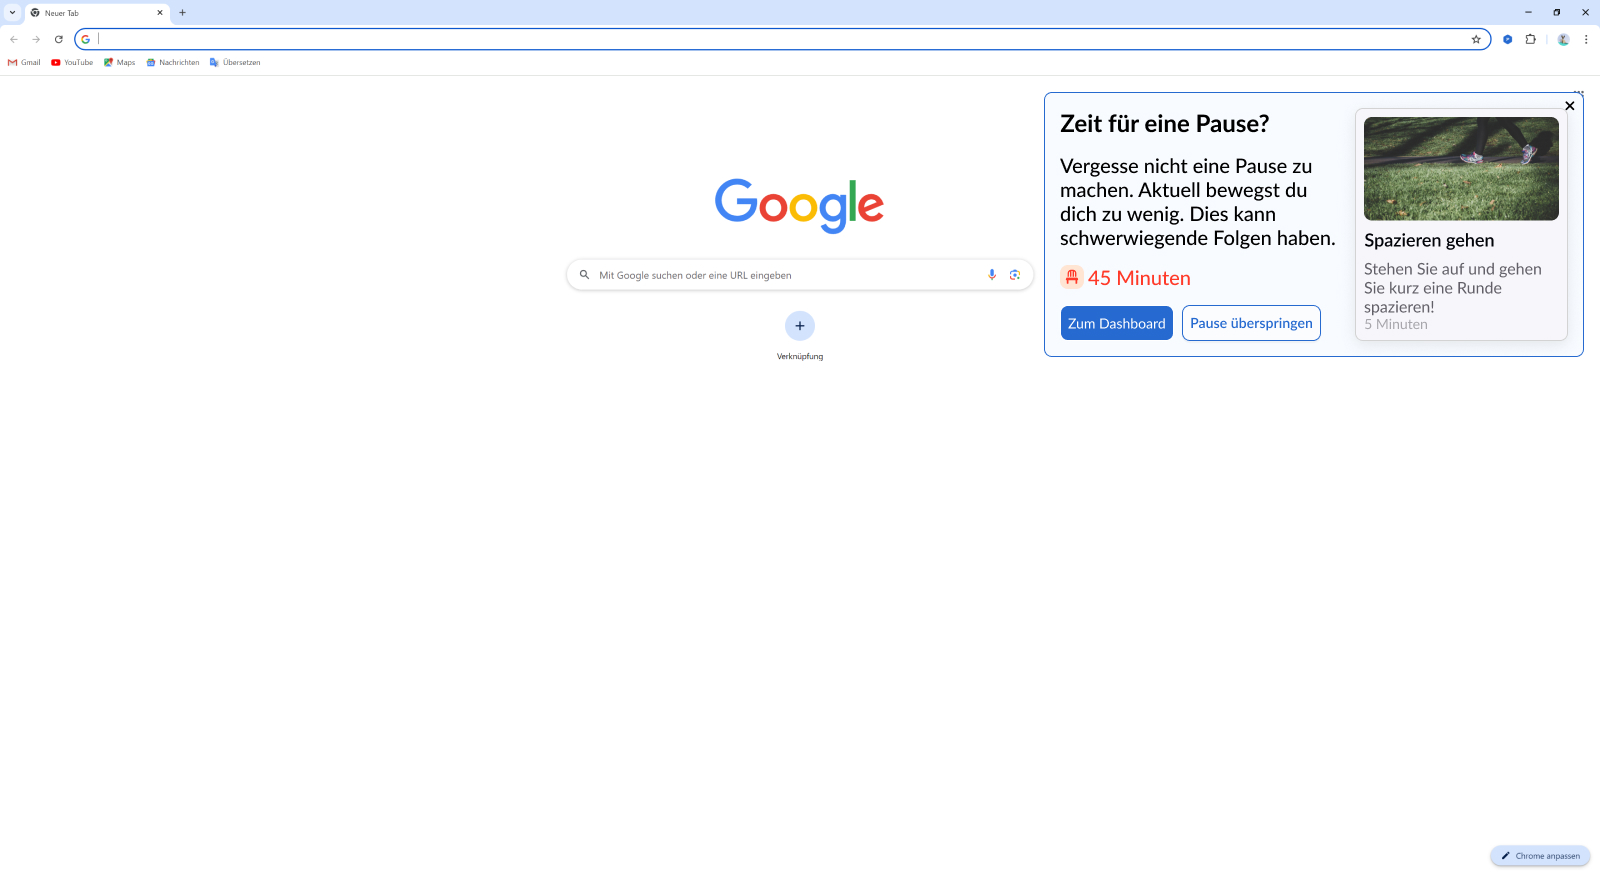 Neuer Tab
Gmail YouTube Maps Nachrichten Übersetzen
Google
Mit Google suchen oder eine URL eingeben
Verknüpfung
Zeit für eine Pause?
Vergesse nicht eine Pause zu
machen. Aktuell bewegst du
dich zu wenig. Dies kann
schwerwiegende Folgen haben.
45 Minuten
Zum Dashboard Pause überspringen
Spazieren gehen
Stehen Sie auf und gehen
Sie kurz eine Runde
spazieren!
5 Minuten
Chrome anpassen